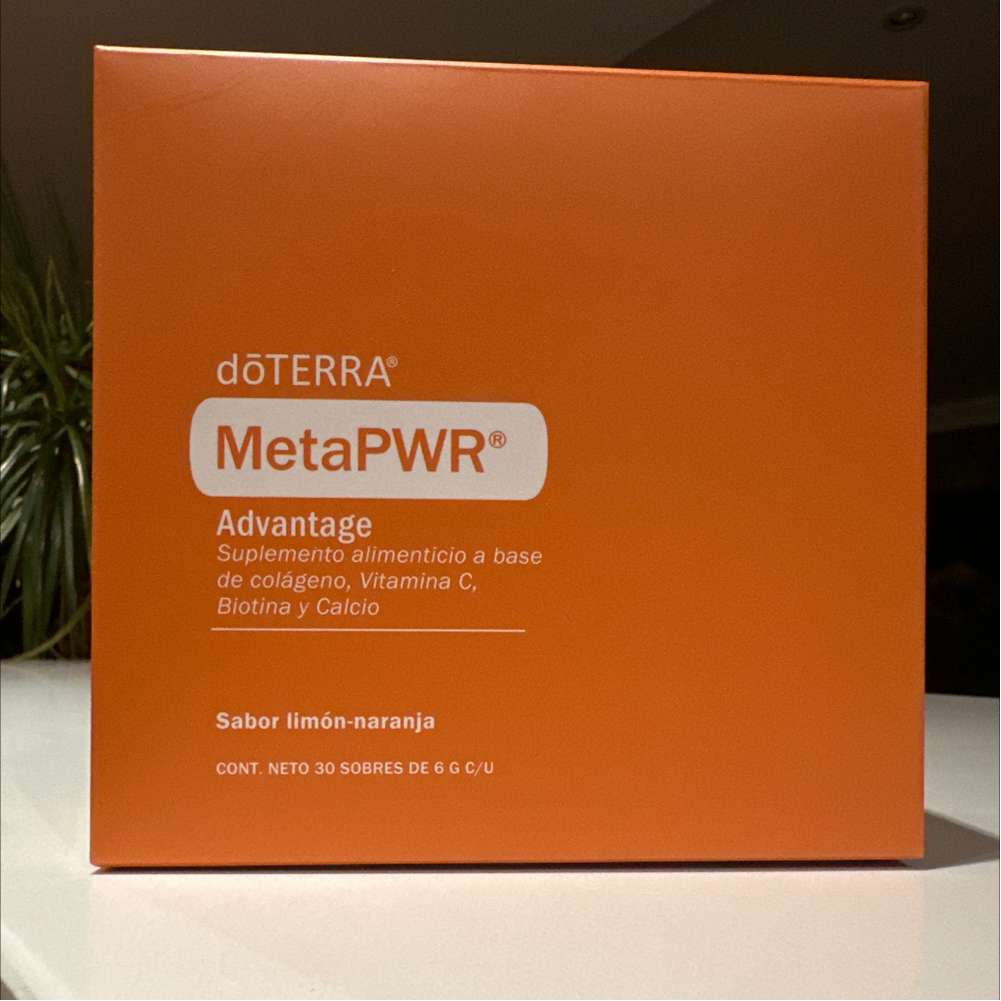 dōTERRA®
MetaPWR®
Advantage
Suplemento alimenticio a base
de colágeno, Vitamina C,
Biotina y Calcio
Sabor limón-naranja
CONT. NETO 30 SOBRES DE 6 G C/U